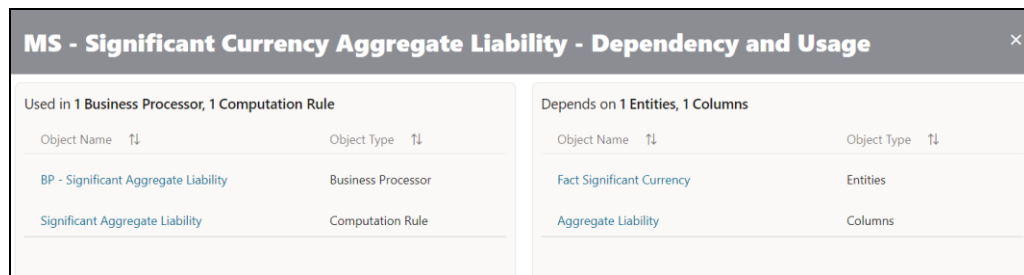 MS - Significant Currency Aggregate Liability - Dependency and Usage
Used in 1 Business Processor, 1 Computation Rule
Object Name Object Type
BP - Significant Aggregate Liability Business Processor
Significant Aggregate Liability Computation Rule
Depends on 1 Entities, 1 Columns
Object Name Object Type
Fact Significant Currency Entities
Aggregate Liability Columns